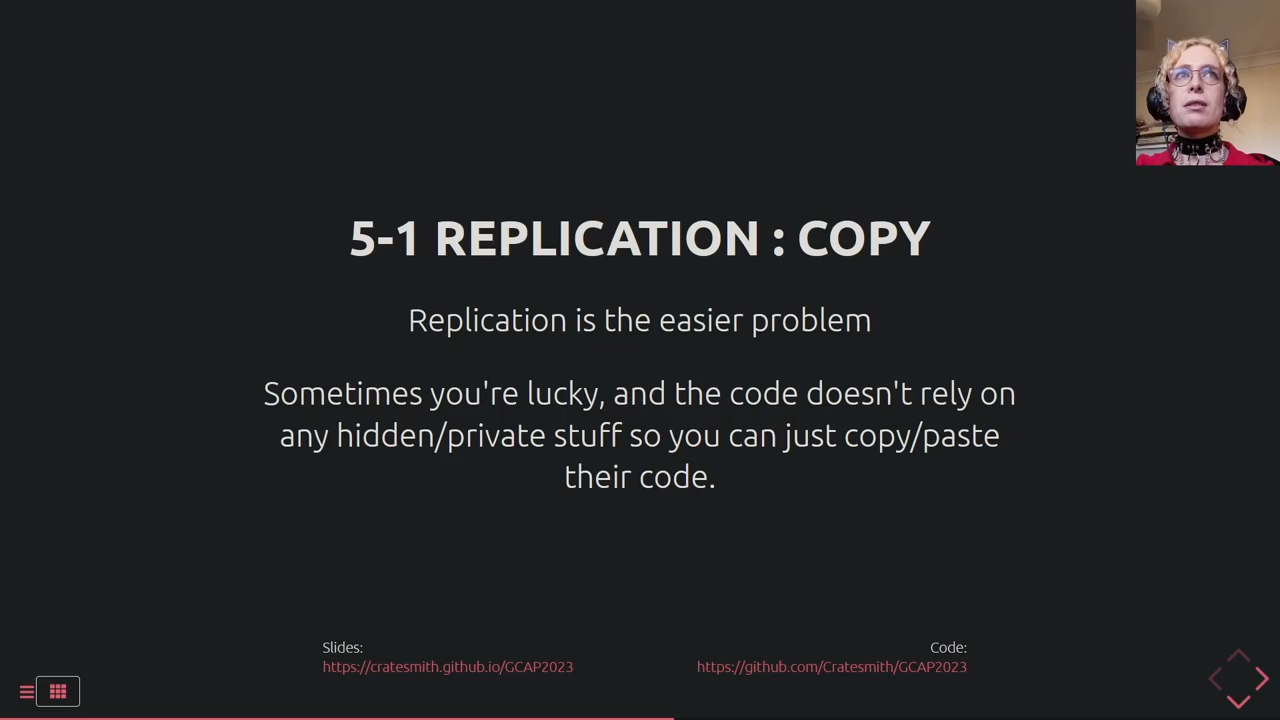 5-1 REPLICATION : COPY
Replication is the easier problem
Sometimes you're lucky, and the code doesn't rely on
any hidden/private stuff so you can just copy/paste
their code.
Slides:
https://cratesmith.github.io/GCAP2023
Code:
https://github.com/Cratesmith/GCAP2023